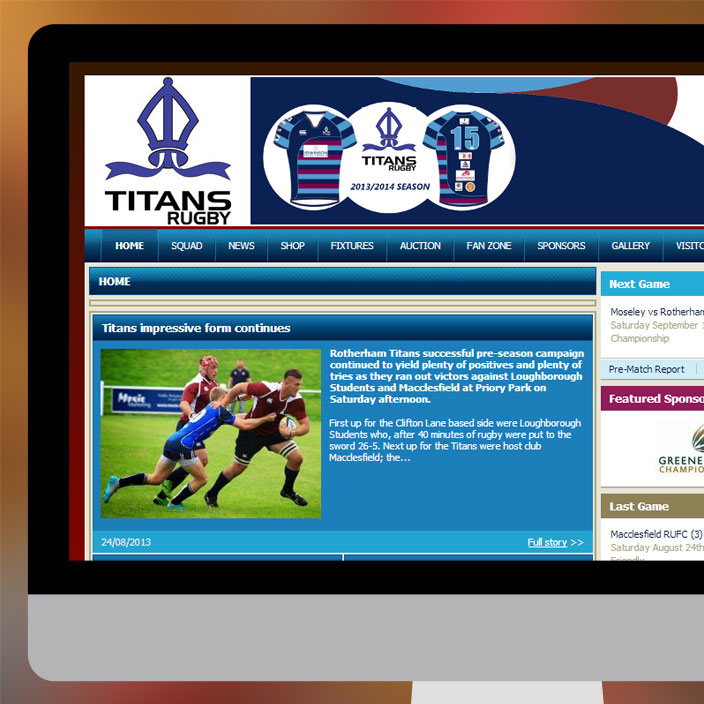 TITANS
RUGBY
TITANS
RUGBY
2013/2014 SEASON
15
HOME SQUAD NEWS SHOP FIXTURES AUCTION FAN ZONE SPONSORS GALLERY VISITO
HOME
Titans impressive form continues
Rotherham Titans successful pre-season campaign
continued to yield plenty of positives and plenty of
tries as they ran out victors against Loughborough
Students and Macclesfield at Priory Park on
Saturday afternoon.
First up for the Clifton Lane based side were Loughborough
Students who, after 40 minutes of rugby were put to the
sword 26-5. Next up for the Titans were host club
Macclesfield; the...
24/08/2013
Full story >>
Next Game
Moseley vs Rotherham
Saturday September 1
Championship
Pre-Match Report
Featured Sponso
GREENE
CHAMPIO
Last Game
Macclesfield RUFC (3)
Saturday August 24th
Friendly